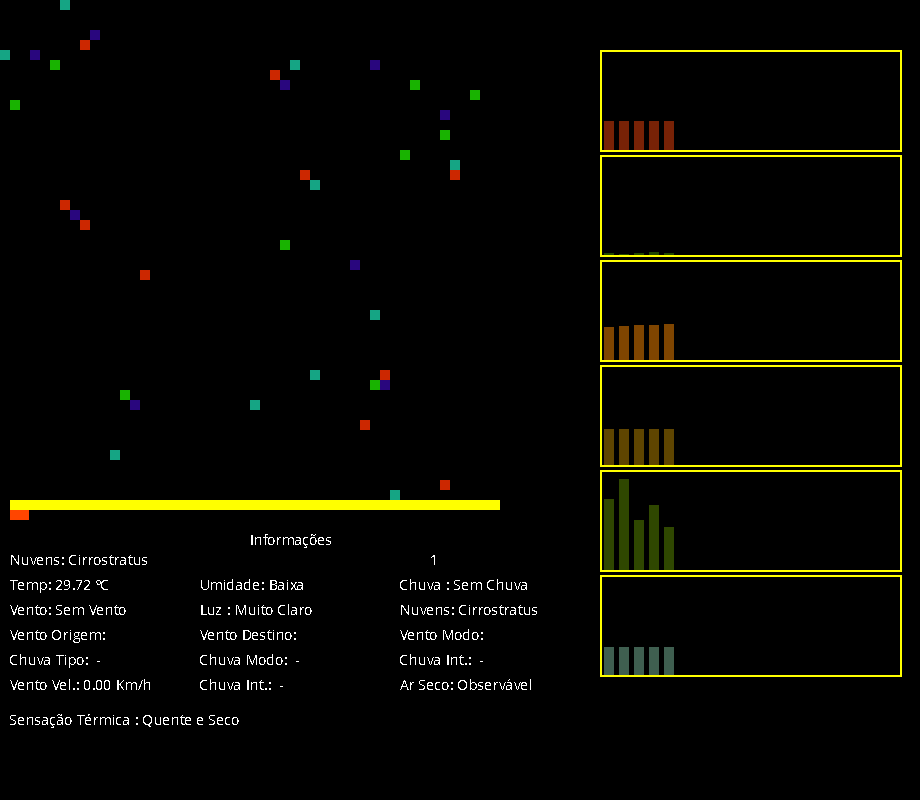 Informações
Nuvens: Cirrostratus 1
Temp: 29.72 ºC Umidade: Baixa Chuva : Sem Chuva
Vento: Sem Vento Luz : Muito Claro Nuvens: Cirrostratus
Vento Origem: Vento Destino: Vento Modo:
Chuva Tipo: - Chuva Modo: - Chuva Int.: -
Vento Vel.: 0.00 Km/h Chuva Int.: - Ar Seco: Observável
Sensação Térmica : Quente e Seco